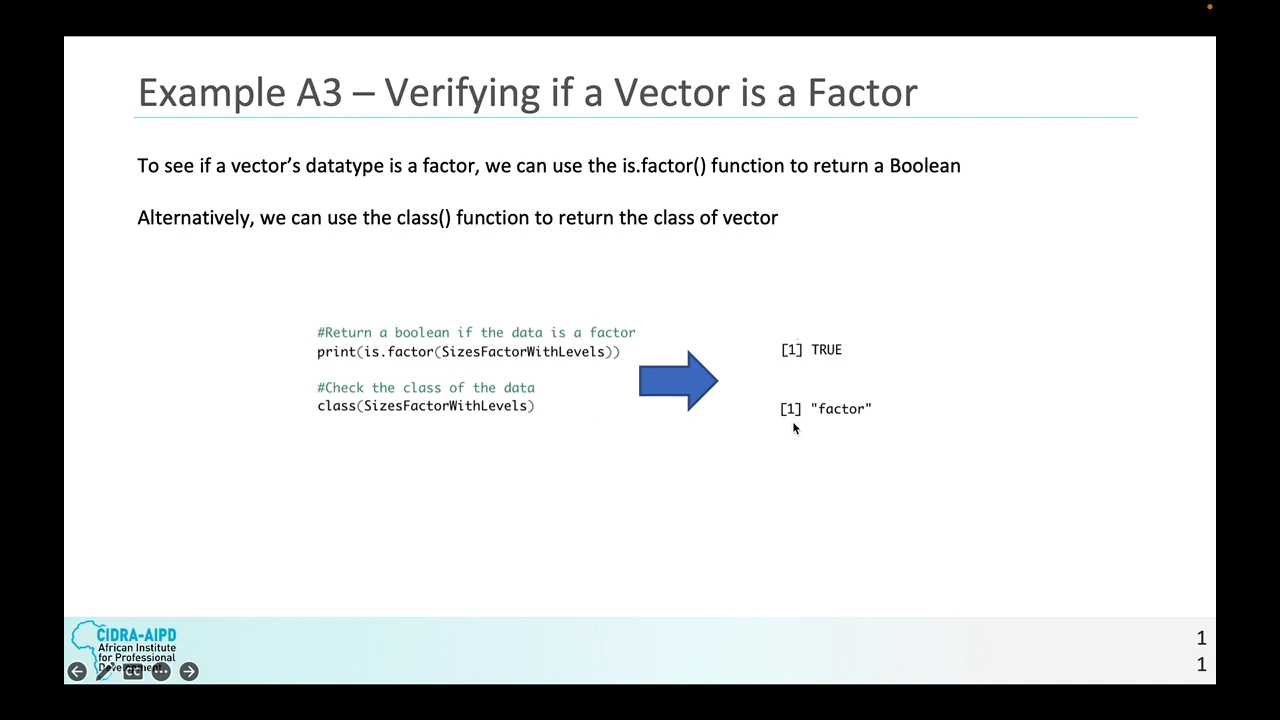 Example A3 – Verifying if a Vector is a Factor
To see if a vector’s datatype is a factor, we can use the is.factor() function to return a Boolean
Alternatively, we can use the class() function to return the class of vector
#Return a boolean if the data is a factor
print(is.factor(SizesFactorWithLevels))
#Check the class of the data
class(SizesFactorWithLevels)
[1] TRUE
[1] "factor"
CIDRA-AIPD
African Institute
for Professional
Development
CC
1
1